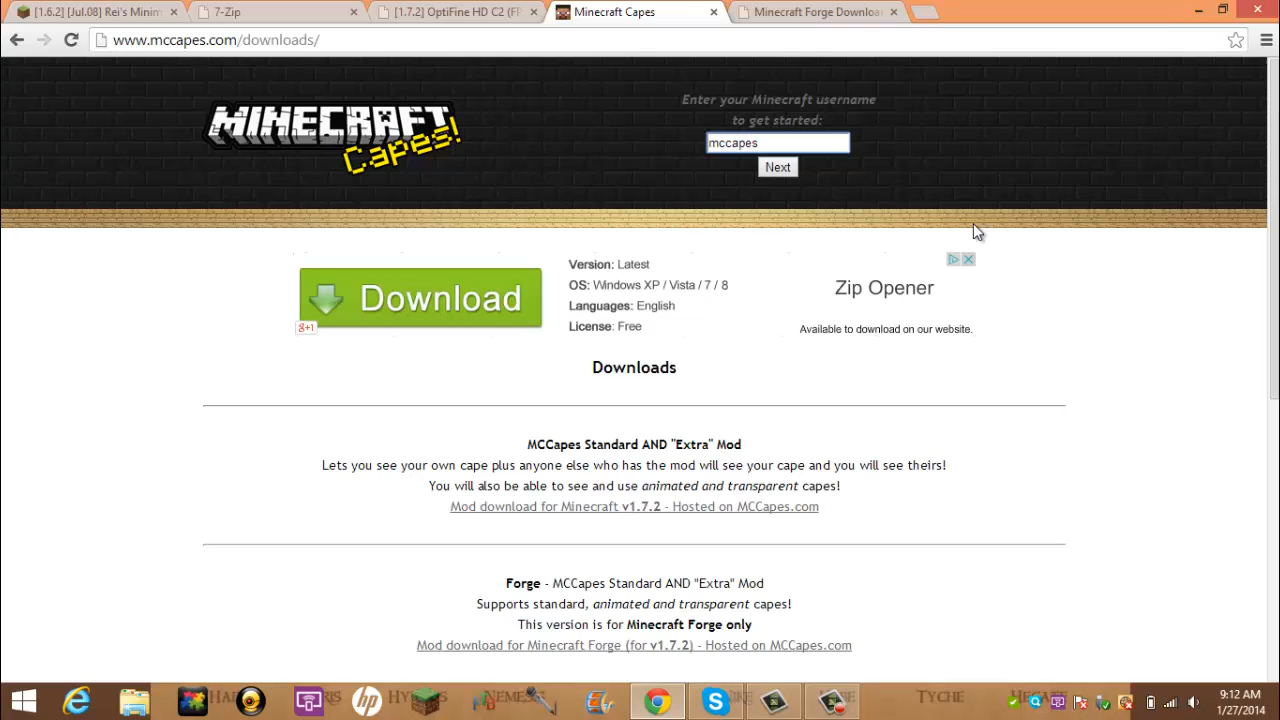 [1.6.2] [Jul.08] Rei's Minim
7-Zip
[1.7.2] OptiFine HD C2 (FP
Minecraft Capes
Minecraft Forge Downloa
www.mccapes.com/downloads/
MINECRAFT
Capes!
Enter your Minecraft username
to get started:
mccapes
Next
Download
g+1
Version: Latest
OS: Windows XP / Vista / 7 / 8
Languages: English
License: Free
Zip Opener
Available to download on our website.
Downloads
MCCapes Standard AND "Extra" Mod
Lets you see your own cape plus anyone else who has the mod will see your cape and you will see theirs!
You will also be able to see and use animated and transparent capes!
Mod download for Minecraft v1.7.2 - Hosted on MCCapes.com
Forge - MCCapes Standard AND "Extra" Mod
Supports standard, animated and transparent capes!
This version is for Minecraft Forge only
Mod download for Minecraft Forge (for v1.7.2) - Hosted on MCCapes.com
hp
NEMES
TYCHE
9:12 AM
1/27/2014